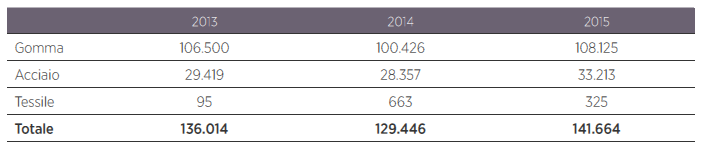 2013 2014 2015
Gomma 106.500 100.426 108.125
Acciaio 29.419 28.357 33.213
Tessile 95 663 325
Totale 136.014 129.446 141.664